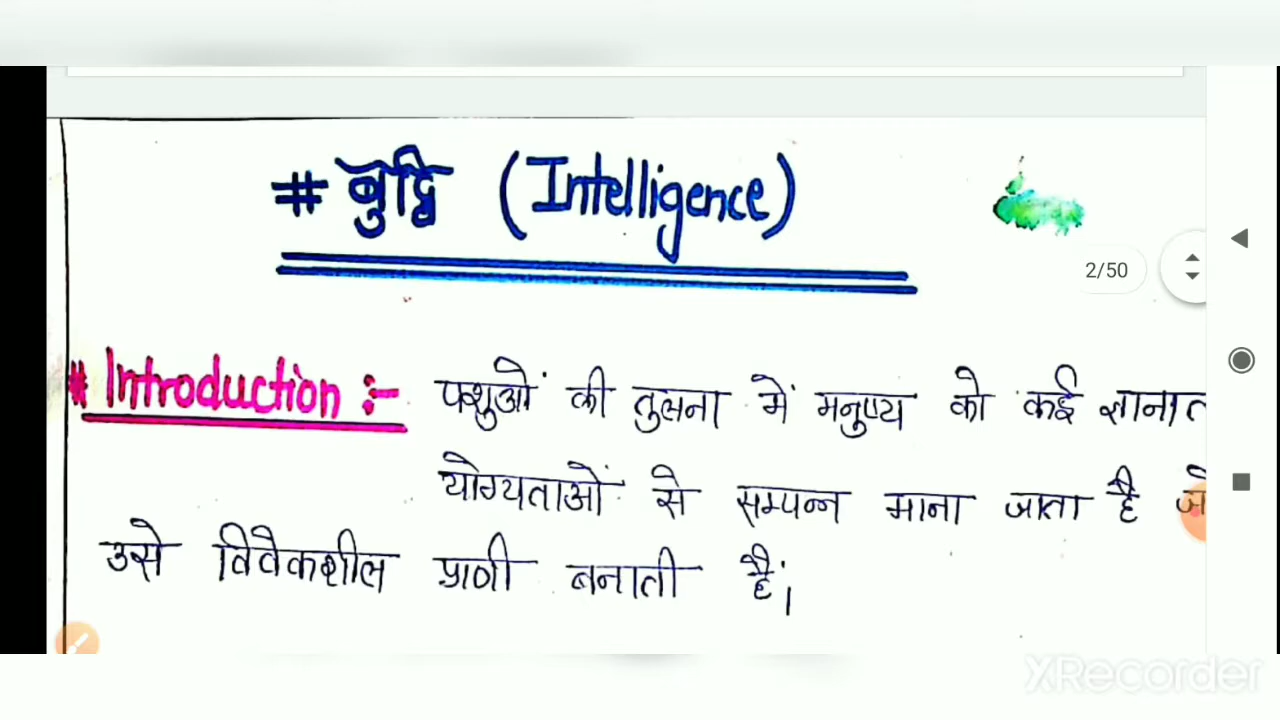 # बुद्वि (Intelligence)
2/50
# Introduction :- पशुओं की तुलना में मनुष्य को कई ज्ञानात
योग्यताओं से सम्पन्न माना जाता है जो
उसे विवेकशील प्राणी बनाती हैं।
XRecorder